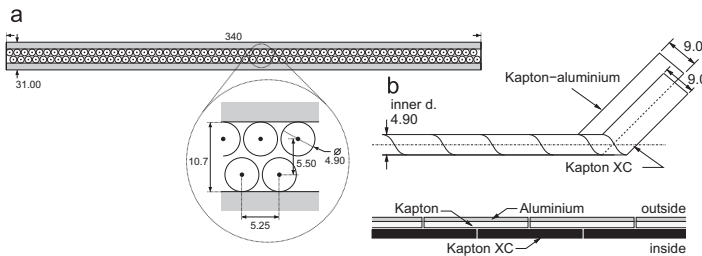 a
340
31.00
10.7
5.50
ø
4.90
5.25
b
inner d.
4.90
Kapton−aluminium
9.0
9.0
Kapton XC
Kapton
Aluminium
outside
Kapton XC
inside